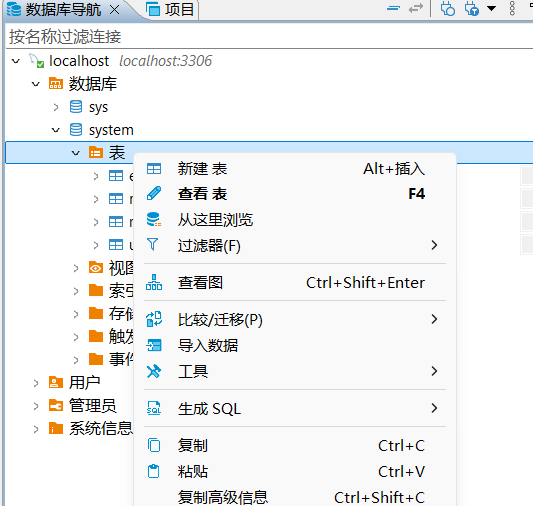 数据库导航 项目
按名称过滤连接
localhost localhost:3306
数据库
sys
system
表
新建 表 Alt+插入
查看 表 F4
从这里浏览
过滤器(F)
查看图 Ctrl+Shift+Enter
比较/迁移(P)
导入数据
工具
生成 SQL
复制 Ctrl+C
粘贴 Ctrl+V
复制高级信息 Ctrl+Shift+C
e
u
视图
索引
存储
触发
事件
用户
管理员
系统信息